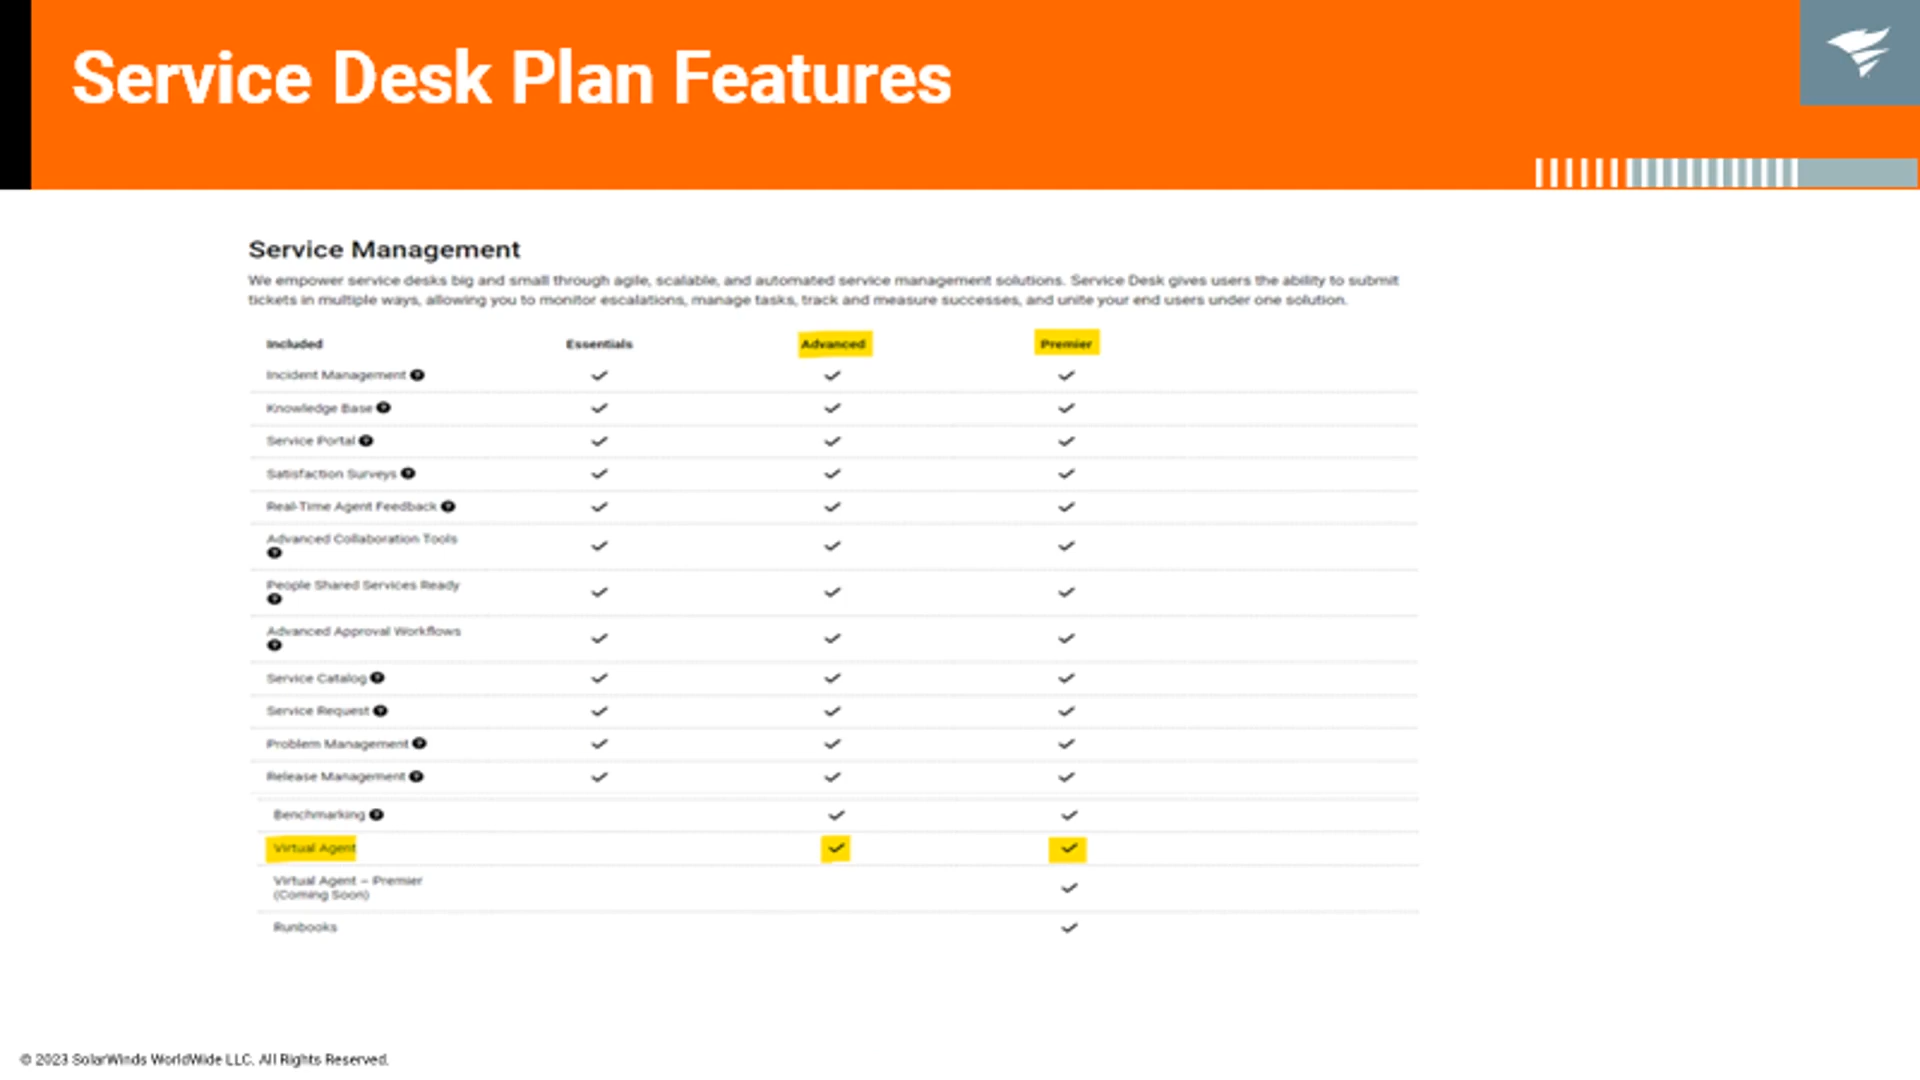 Service Desk Plan Features
Service Management
We empower service desks big and small through agile, scalable, and automated service management solutions. Service Desk gives users the ability to submit
tickets in multiple ways, allowing you to monitor escalations, manage tasks, track and measure successes, and unite your end users under one solution.
Included Essentials Advanced Premier
Incident Management
Knowledge Base
Service Portal
Satisfaction Surveys
Real-Time Agent Feedback
Advanced Collaboration Tools
People Shared Services Ready
Advanced Approval Workflows
Service Catalog
Service Request
Problem Management
Release Management
Benchmarking
Virtual Agent
Virtual Agent – Premier
(Coming Soon)
Runbooks
© 2023 SolarWinds WorldWide LLC. All Rights Reserved.